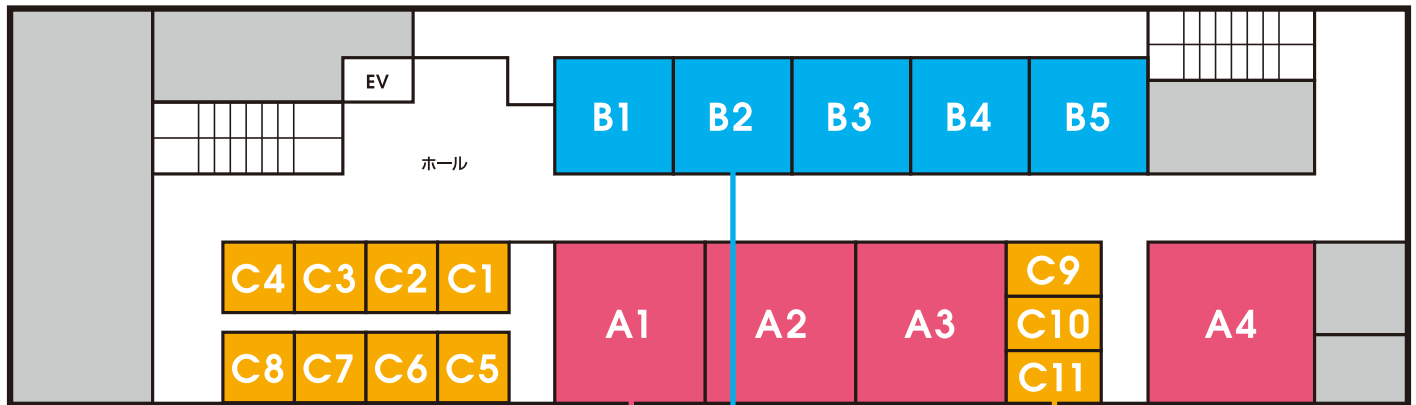 EV
B1 B2 B3 B4 B5
ホール
C4 C3 C2 C1
A1 A2 A3
C9
C10
C11
A4
C8 C7 C6 C5